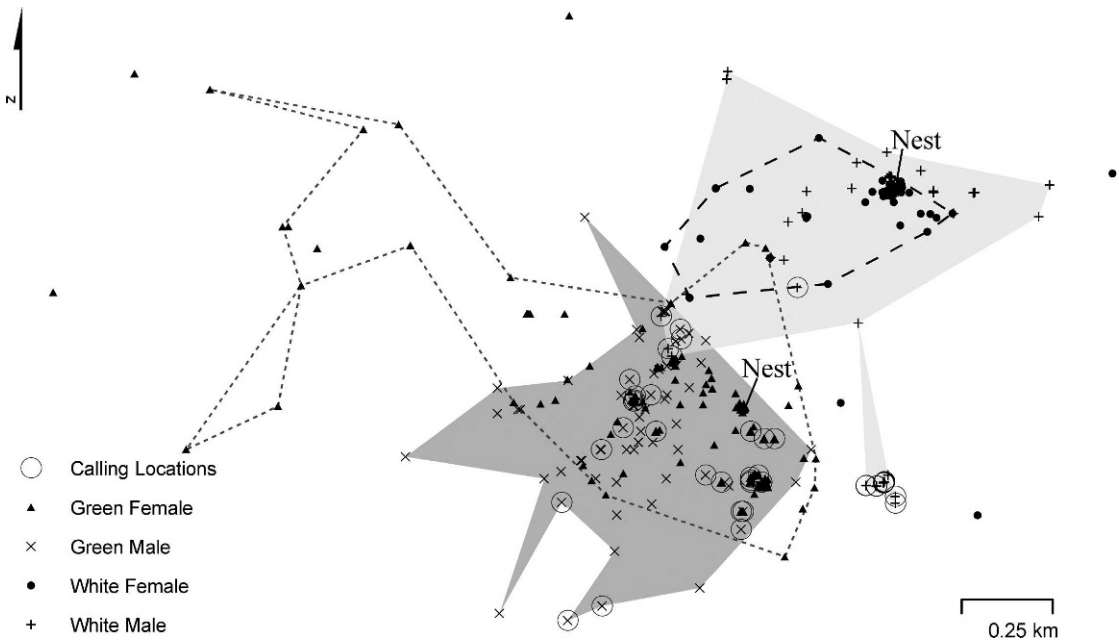 N
Nest
Nest
Calling Locations
Green Female
Green Male
White Female
White Male
0.25 km